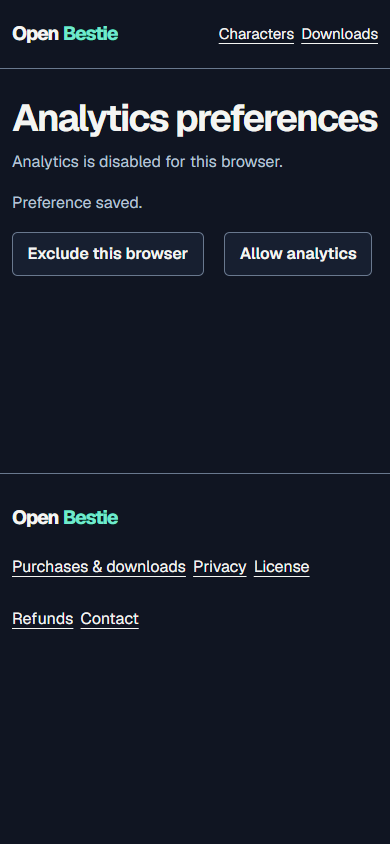 Open Bestie
Characters Downloads
Analytics preferences
Analytics is disabled for this browser.
Preference saved.
Exclude this browser
Allow analytics
Open Bestie
Purchases & downloads Privacy License
Refunds Contact